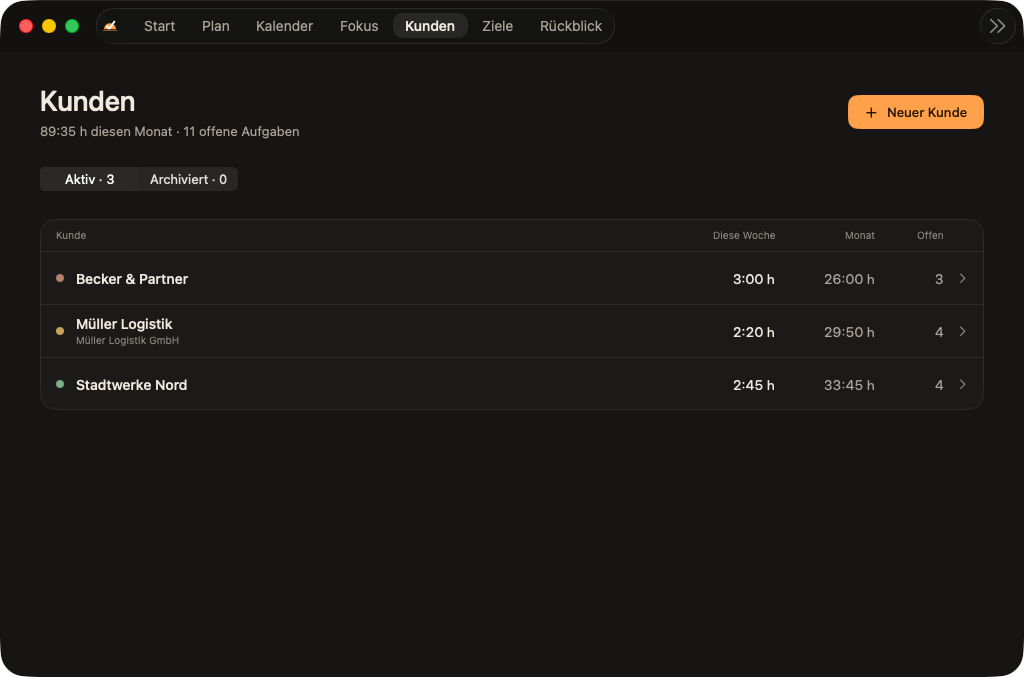 Start Plan Kalender Fokus Kunden Ziele Rückblick
Kunden
89:35 h diesen Monat · 11 offene Aufgaben
+ Neuer Kunde
Aktiv · 3 Archiviert · 0
Kunde Diese Woche Monat Offen
Becker & Partner 3:00 h 26:00 h 3
Müller Logistik 2:20 h 29:50 h 4
Müller Logistik GmbH
Stadtwerke Nord 2:45 h 33:45 h 4